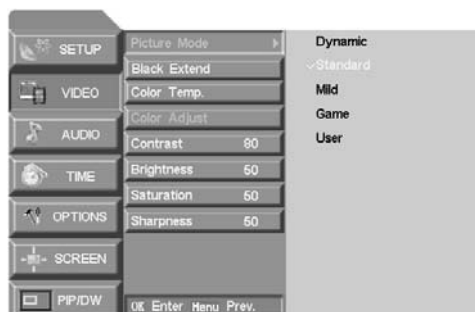 SETUP
VIDEO
AUDIO
TIME
OPTIONS
SCREEN
PIP/DW
Picture Mode
Black Extend
Color Temp.
Color Adjust
Contrast 80
Brightness 50
Saturation 50
Sharpness 50
OK Enter Menu Prev.
Dynamic
✓Standard
Mild
Game
User